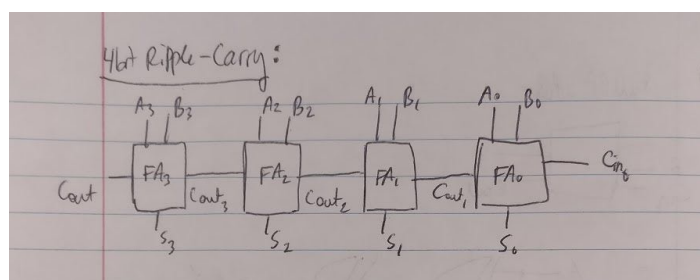 4bit Ripple-Carry:
A3 B3 A2 B2 A1 B1 A0 B0
FA3 FA2 FA1 FA0 Cin0
Cout Cout3 Cout2 Cout1
S3 S2 S1 S0